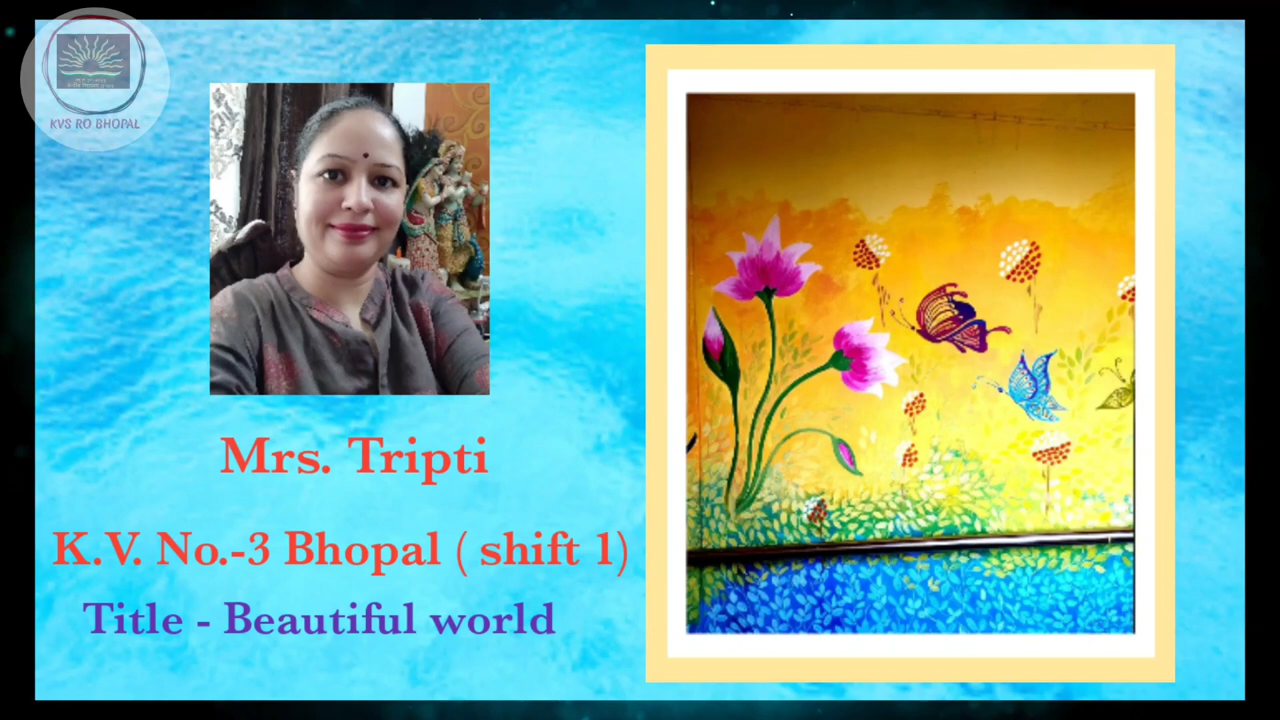 KVS RO BHOPAL
Mrs. Tripti
K.V. No.-3 Bhopal ( shift 1)
Title - Beautiful world